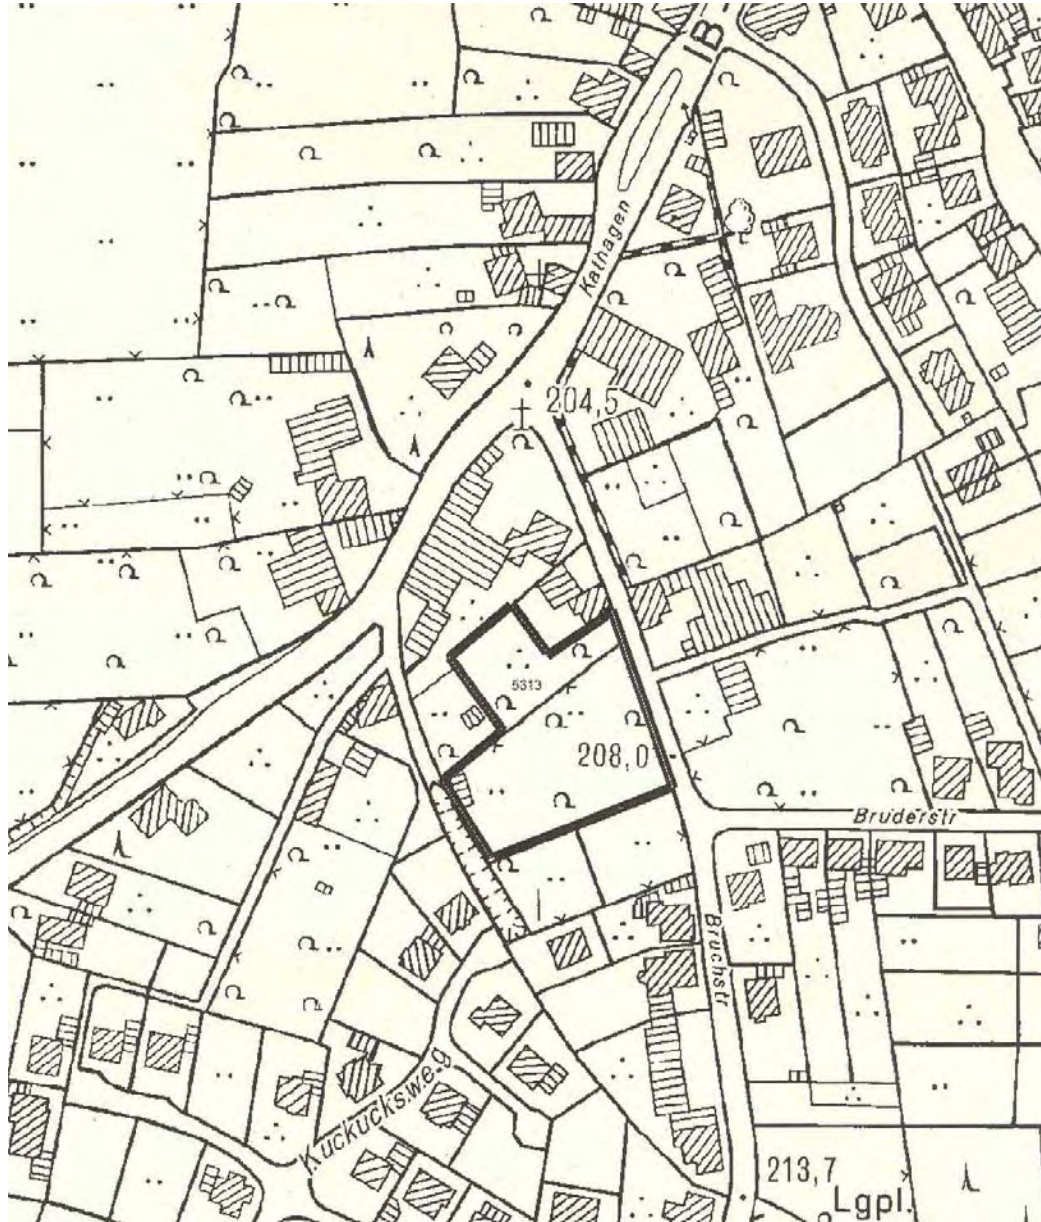 B
Kathagen
204,5
5313
208,0
Bruderstr
Bruchstr
Kuckucksweg
213,7
Lgpl.